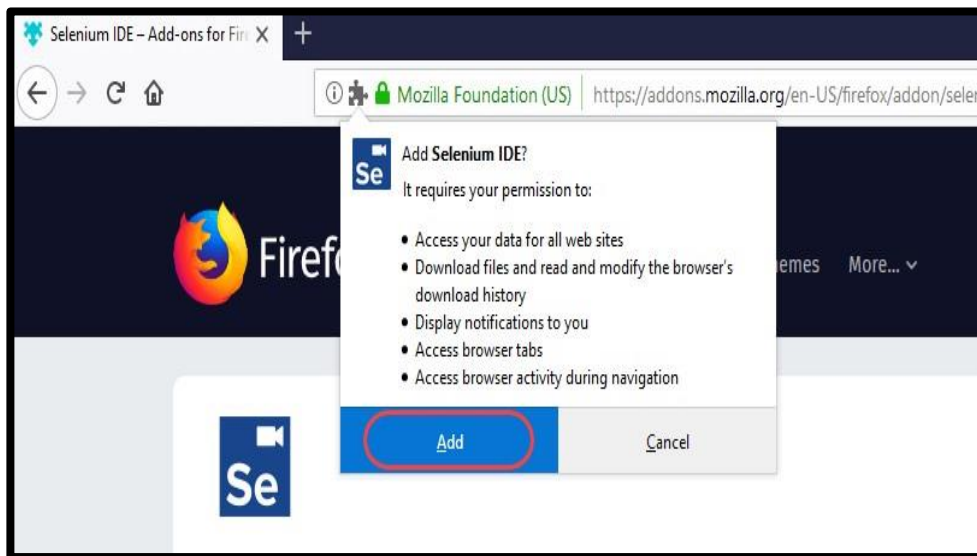 Selenium IDE – Add-ons for Fir
Mozilla Foundation (US) https://addons.mozilla.org/en-US/firefox/addon/selen
Add Selenium IDE?
Se
It requires your permission to:
• Access your data for all web sites
• Download files and read and modify the browser's
download history
• Display notifications to you
• Access browser tabs
• Access browser activity during navigation
Firef
emes More...
Add Cancel
Se